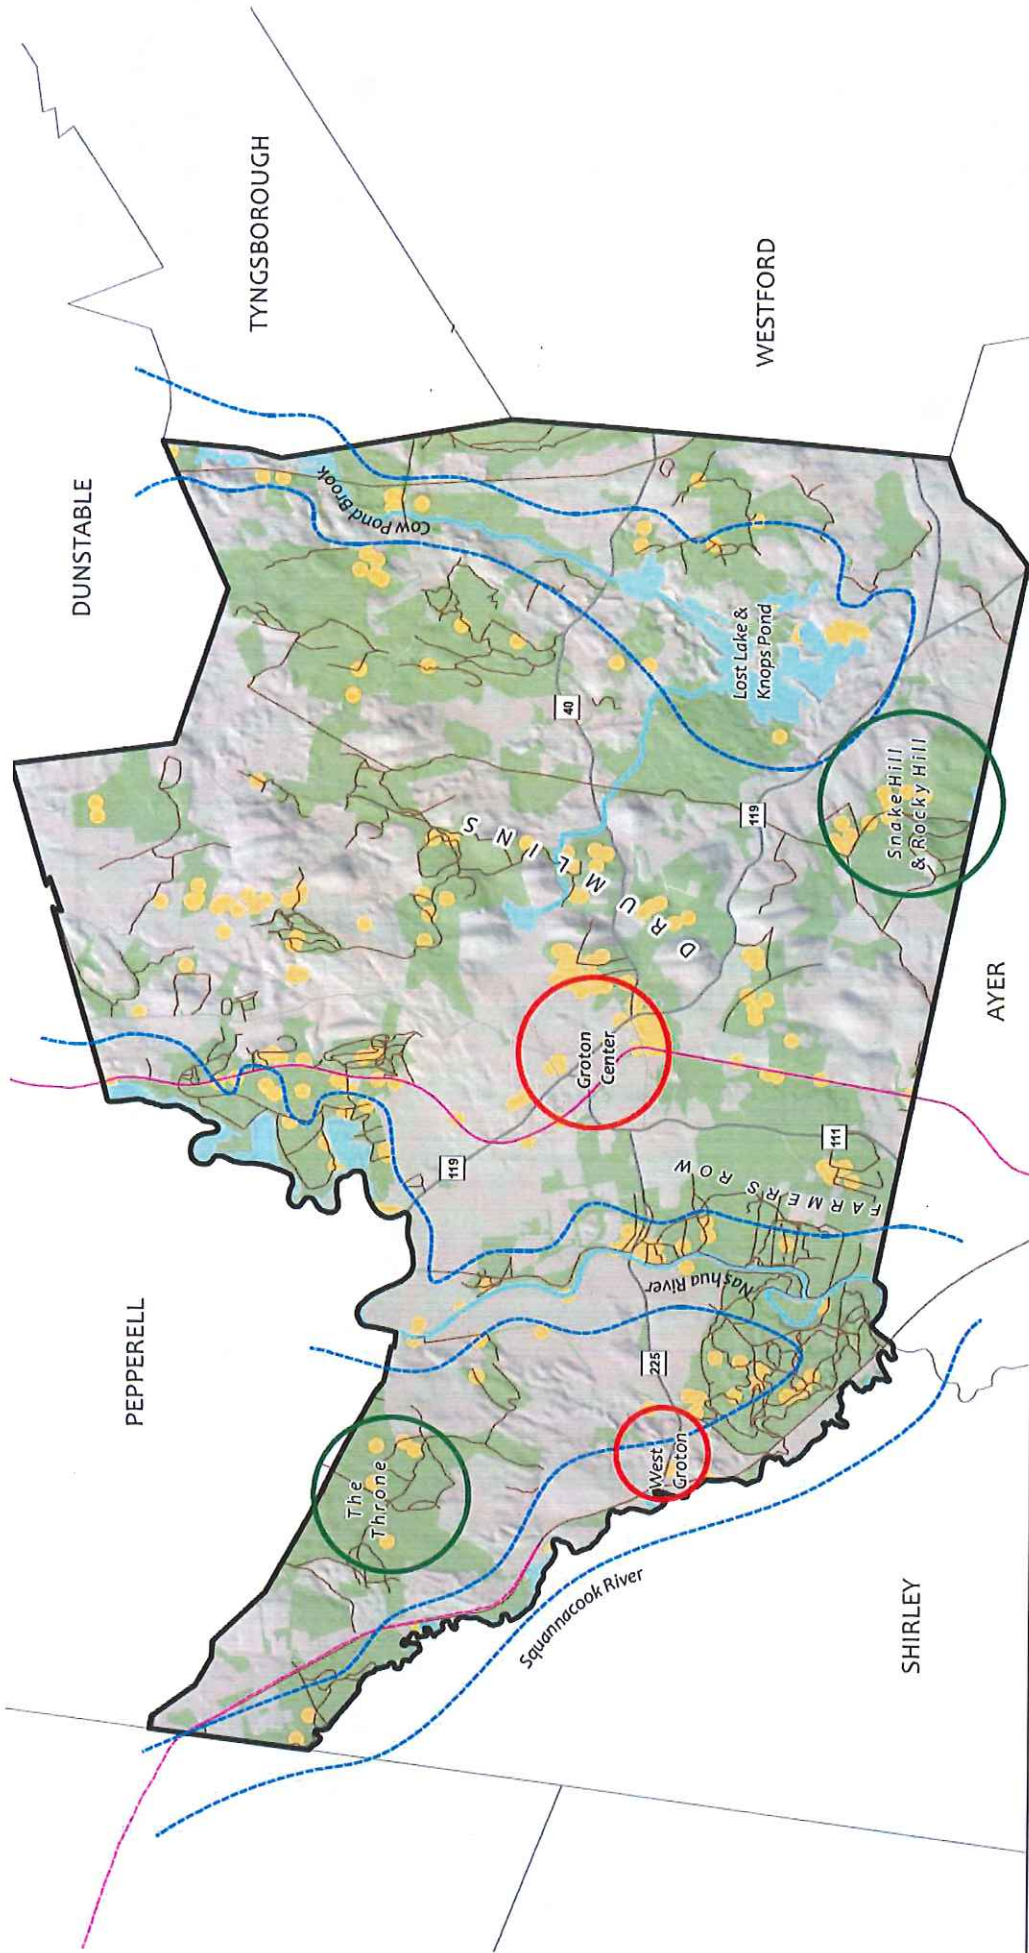 DUNSTABLE
TYNGSBOROUGH
PEPPERELL
WESTFORD
AYER
SHIRLEY
Cow Pond Brook
Lost Lake &
Knops Pond
40
119
Snake Hill
& Rocky Hill
DRUMLINS
Groton
Center
119
111
FARMERS ROW
Nashua River
225
West
Groton
The
Throne
Squannacook River